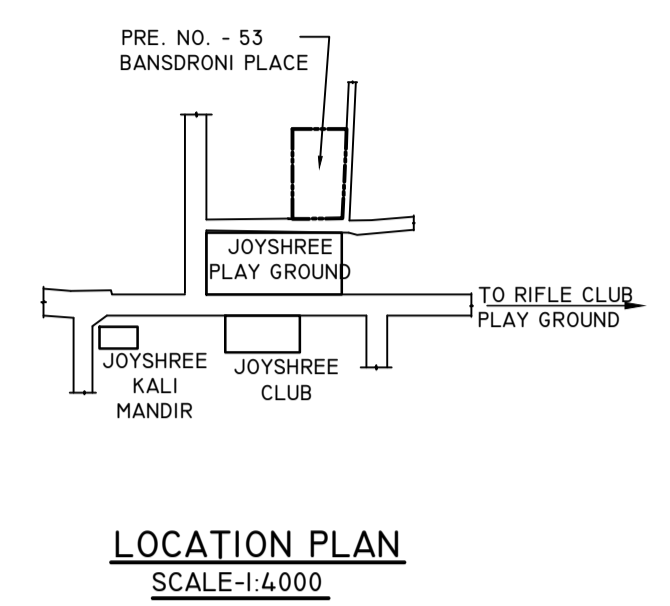 PRE. NO. - 53
BANSDRONI PLACE
JOYSHREE
PLAY GROUND
TO RIFLE CLUB
PLAY GROUND
JOYSHREE
KALI
MANDIR
JOYSHREE
CLUB
LOCATION PLAN
SCALE-1:4000